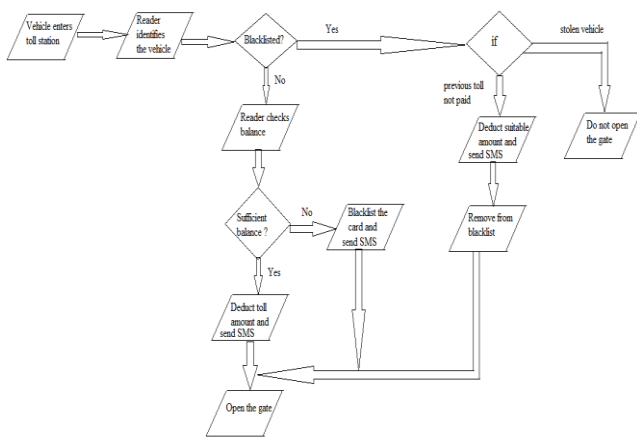 Vehicle enters
toll station
Reader
identifies
the vehicle
Blacklisted?
Yes
if
stolen vehicle
No
previous toll
not paid
Reader checks
balance
Deduct suitable
amount and
send SMS
Do not open
the gate
Sufficient
balance ?
No
Blacklist the
card and
send SMS
Remove from
blacklist
Yes
Deduct toll
amount and
send SMS
Open the gate